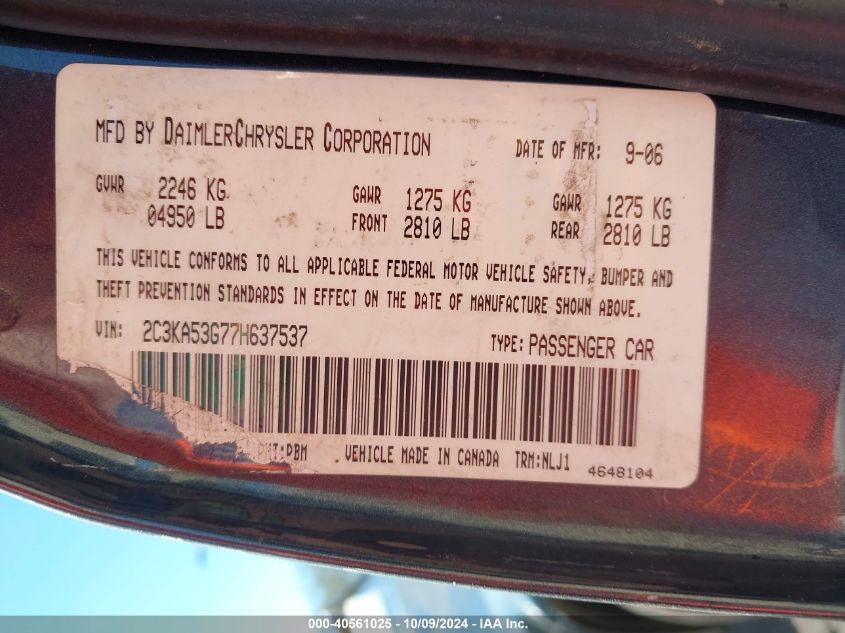 MFD BY DAIMLERCHRYSLER CORPORATION DATE OF MFR: 9-06
GVWR 2246 KG GAWR 1275 KG GAWR 1275 KG
04950 LB FRONT 2810 LB REAR 2810 LB
THIS VEHICLE CONFORMS TO ALL APPLICABLE FEDERAL MOTOR VEHICLE SAFETY, BUMPER AND
THEFT PREVENTION STANDARDS IN EFFECT ON THE DATE OF MANUFACTURE SHOWN ABOVE.
VIN: 2C3KA53G77H637537 TYPE: PASSENGER CAR
PNT:PBM VEHICLE MADE IN CANADA TRM:NLJ1 4648104
000-40561025 - 10/09/2024 - IAA Inc.